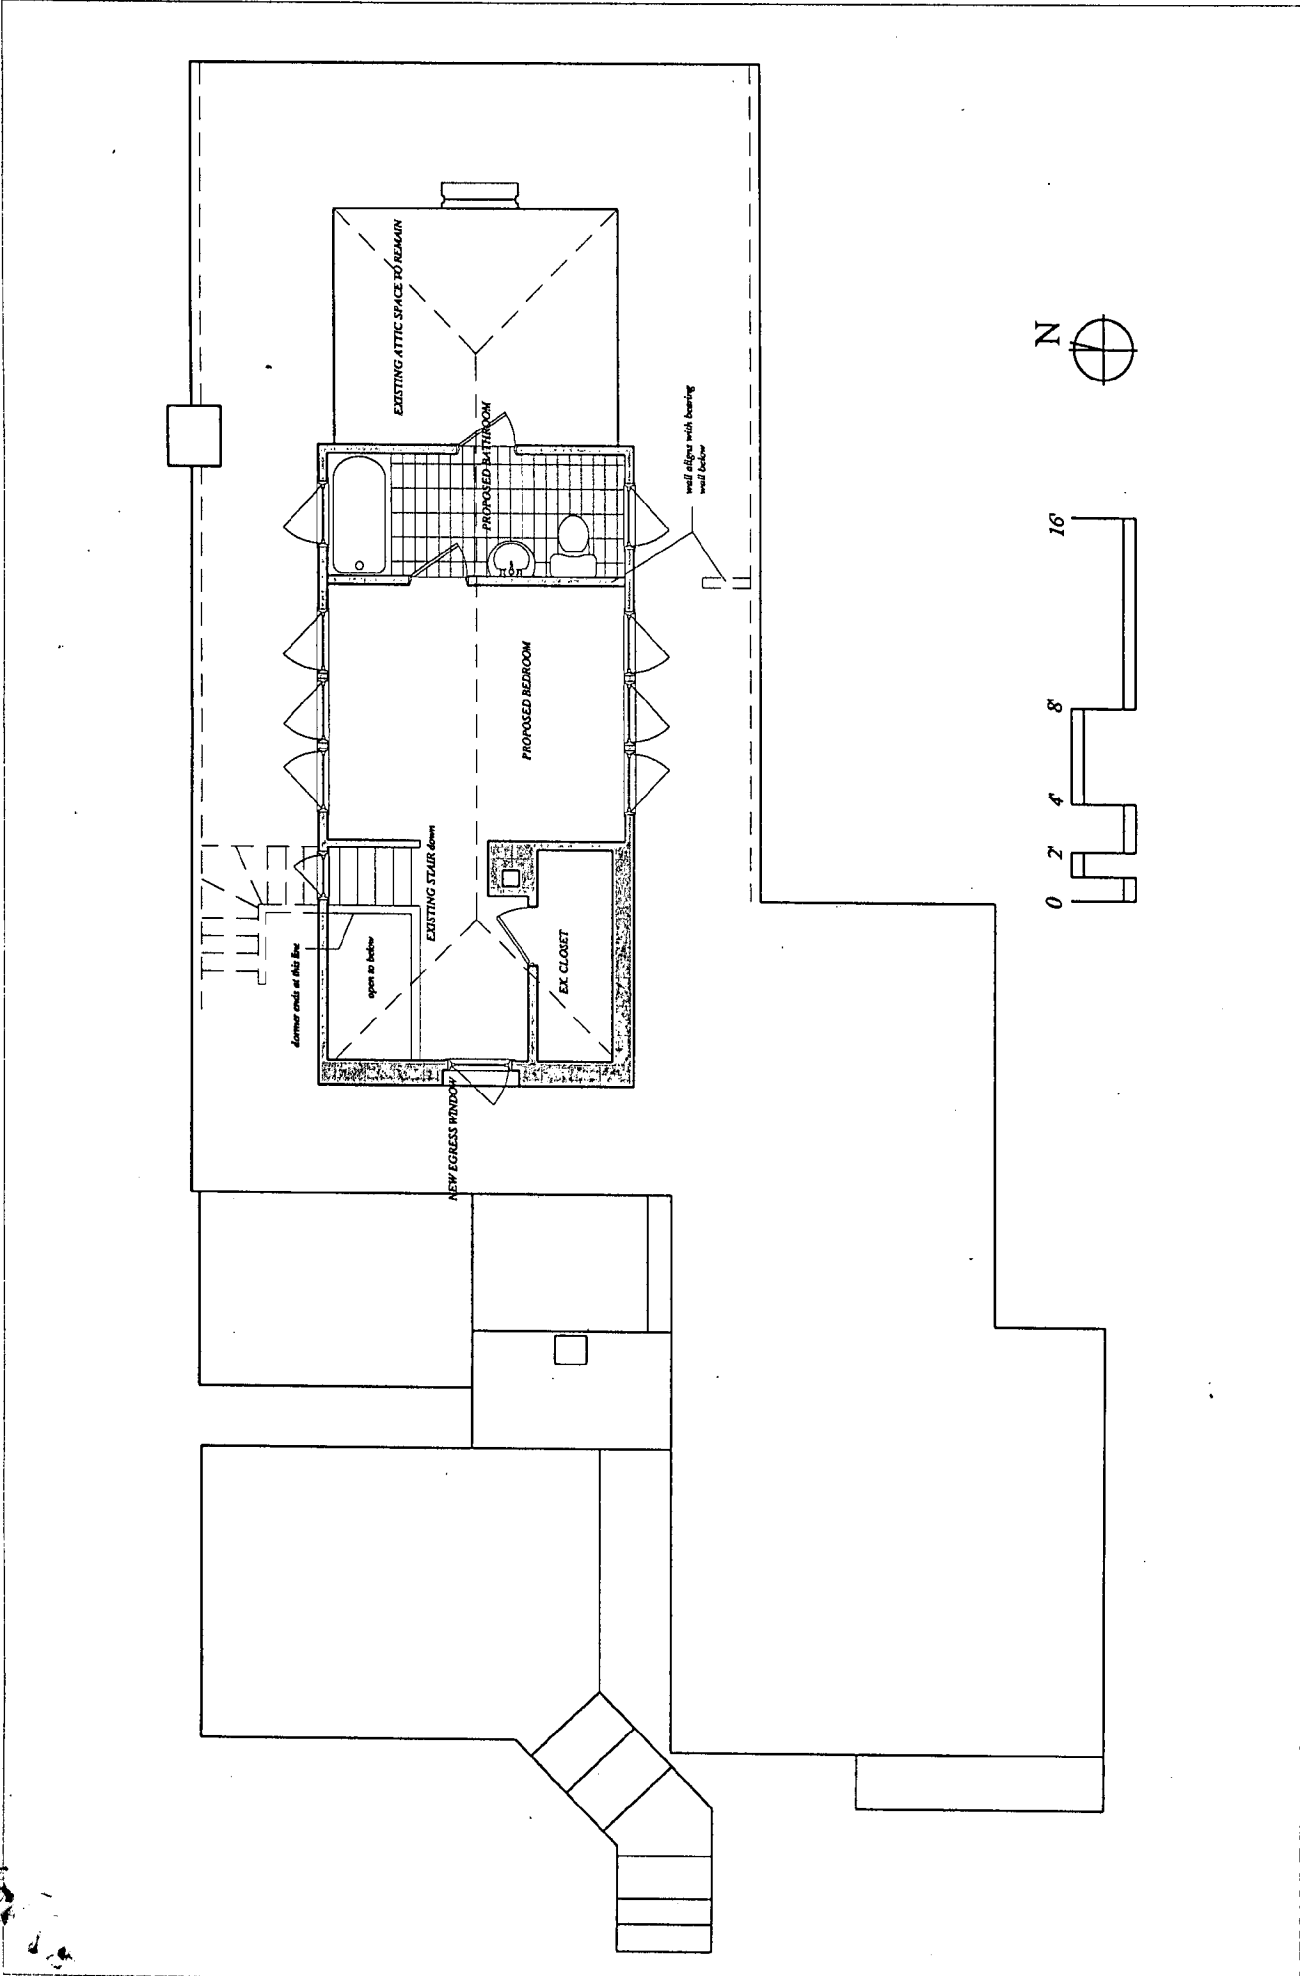 EXISTING ATTIC SPACE TO REMAIN
PROPOSED BATHROOM
wall aligns with bearing
wall below
PROPOSED BEDROOM
EXISTING STAIR down
dormer ends at this line
open to below
EX. CLOSET
NEW EGRESS WINDOW
N
0
2'
4'
8'
16'